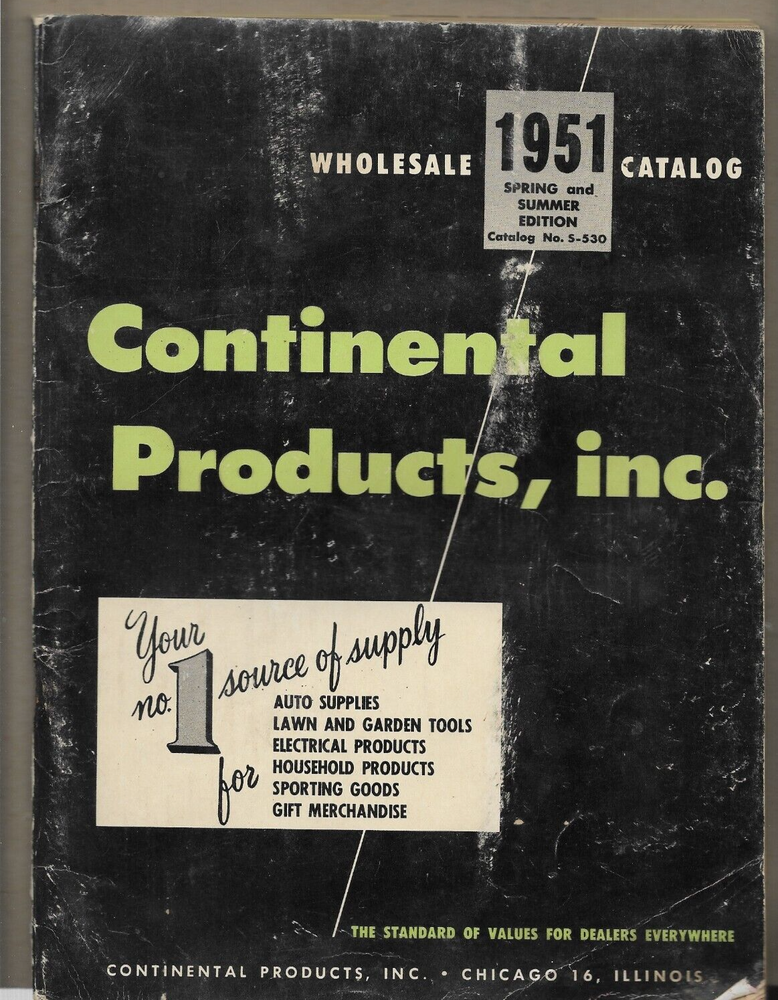 WHOLESALE 1951 CATALOG
SPRING and
SUMMER
EDITION
Catalog No. S-530
Continental
Products, inc.
Your
no. 1 source of supply
for
AUTO SUPPLIES
LAWN AND GARDEN TOOLS
ELECTRICAL PRODUCTS
HOUSEHOLD PRODUCTS
SPORTING GOODS
GIFT MERCHANDISE
THE STANDARD OF VALUES FOR DEALERS EVERYWHERE
CONTINENTAL PRODUCTS, INC. • CHICAGO 16, ILLINOIS